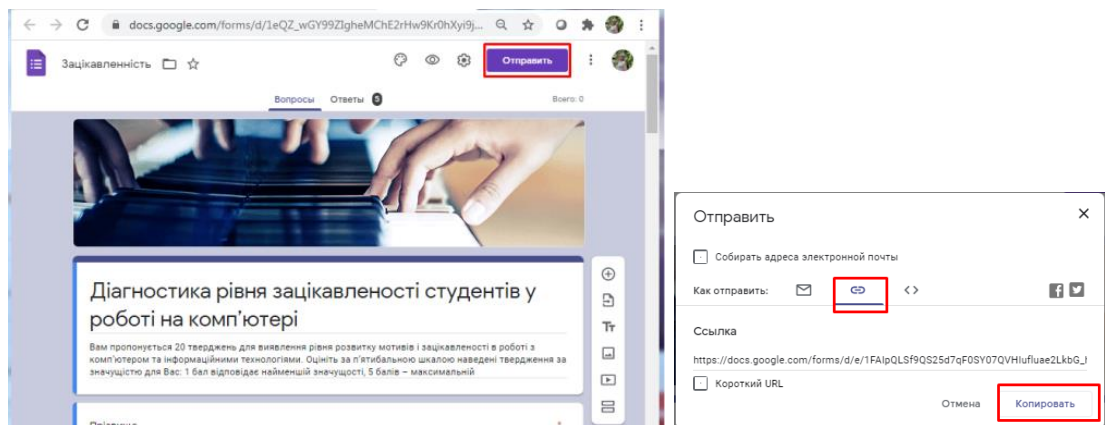 docs.google.com/forms/d/1eQZ_wGY99ZIgheMChE2rHw9Kr0hXyi9j...
Зацікавленність
Отправить
Вопросы Ответы 5
Всего: 0
Діагностика рівня зацікавленості студентів у
роботі на комп'ютері
Вам пропонується 20 тверджень для виявлення рівня розвитку мотивів і зацікавленості в роботі з
комп'ютером та інформаційними технологіями. Оцініть за п'ятибальною шкалою наведені твердження за
значущістю для Вас: 1 бал відповідає найменшій значущості, 5 балів – максимальній
Тт
Отправить
Собирать адреса электронной почты
Как отправить:
Ссылка
https://docs.google.com/forms/d/e/1FAIpQLSf9QS25d7qF0SY07QVHIufluae2LkbG_
Короткий URL
Отмена Копировать